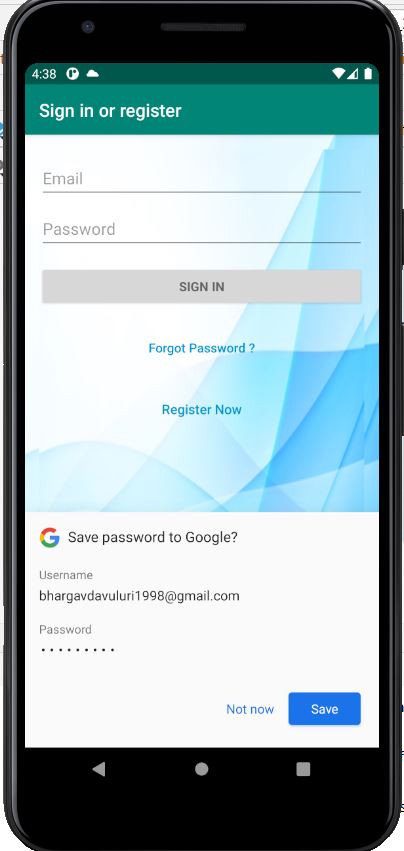 4:38
Sign in or register
Email
Password
SIGN IN
Forgot Password ?
Register Now
Save password to Google?
Username
bhargavdavuluri1998@gmail.com
Password
•••••••••
Not now
Save